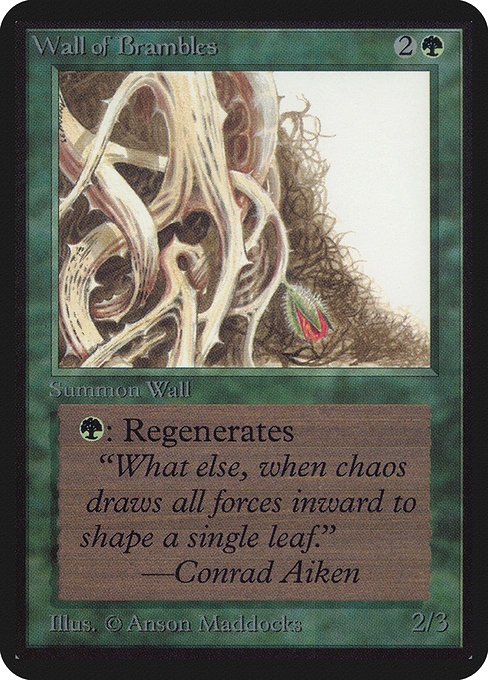 Wall of Brambles 2
Summon Wall
: Regenerates
“What else, when chaos
draws all forces inward to
shape a single leaf.”
—Conrad Aiken
Illus. © Anson Maddocks 2/3